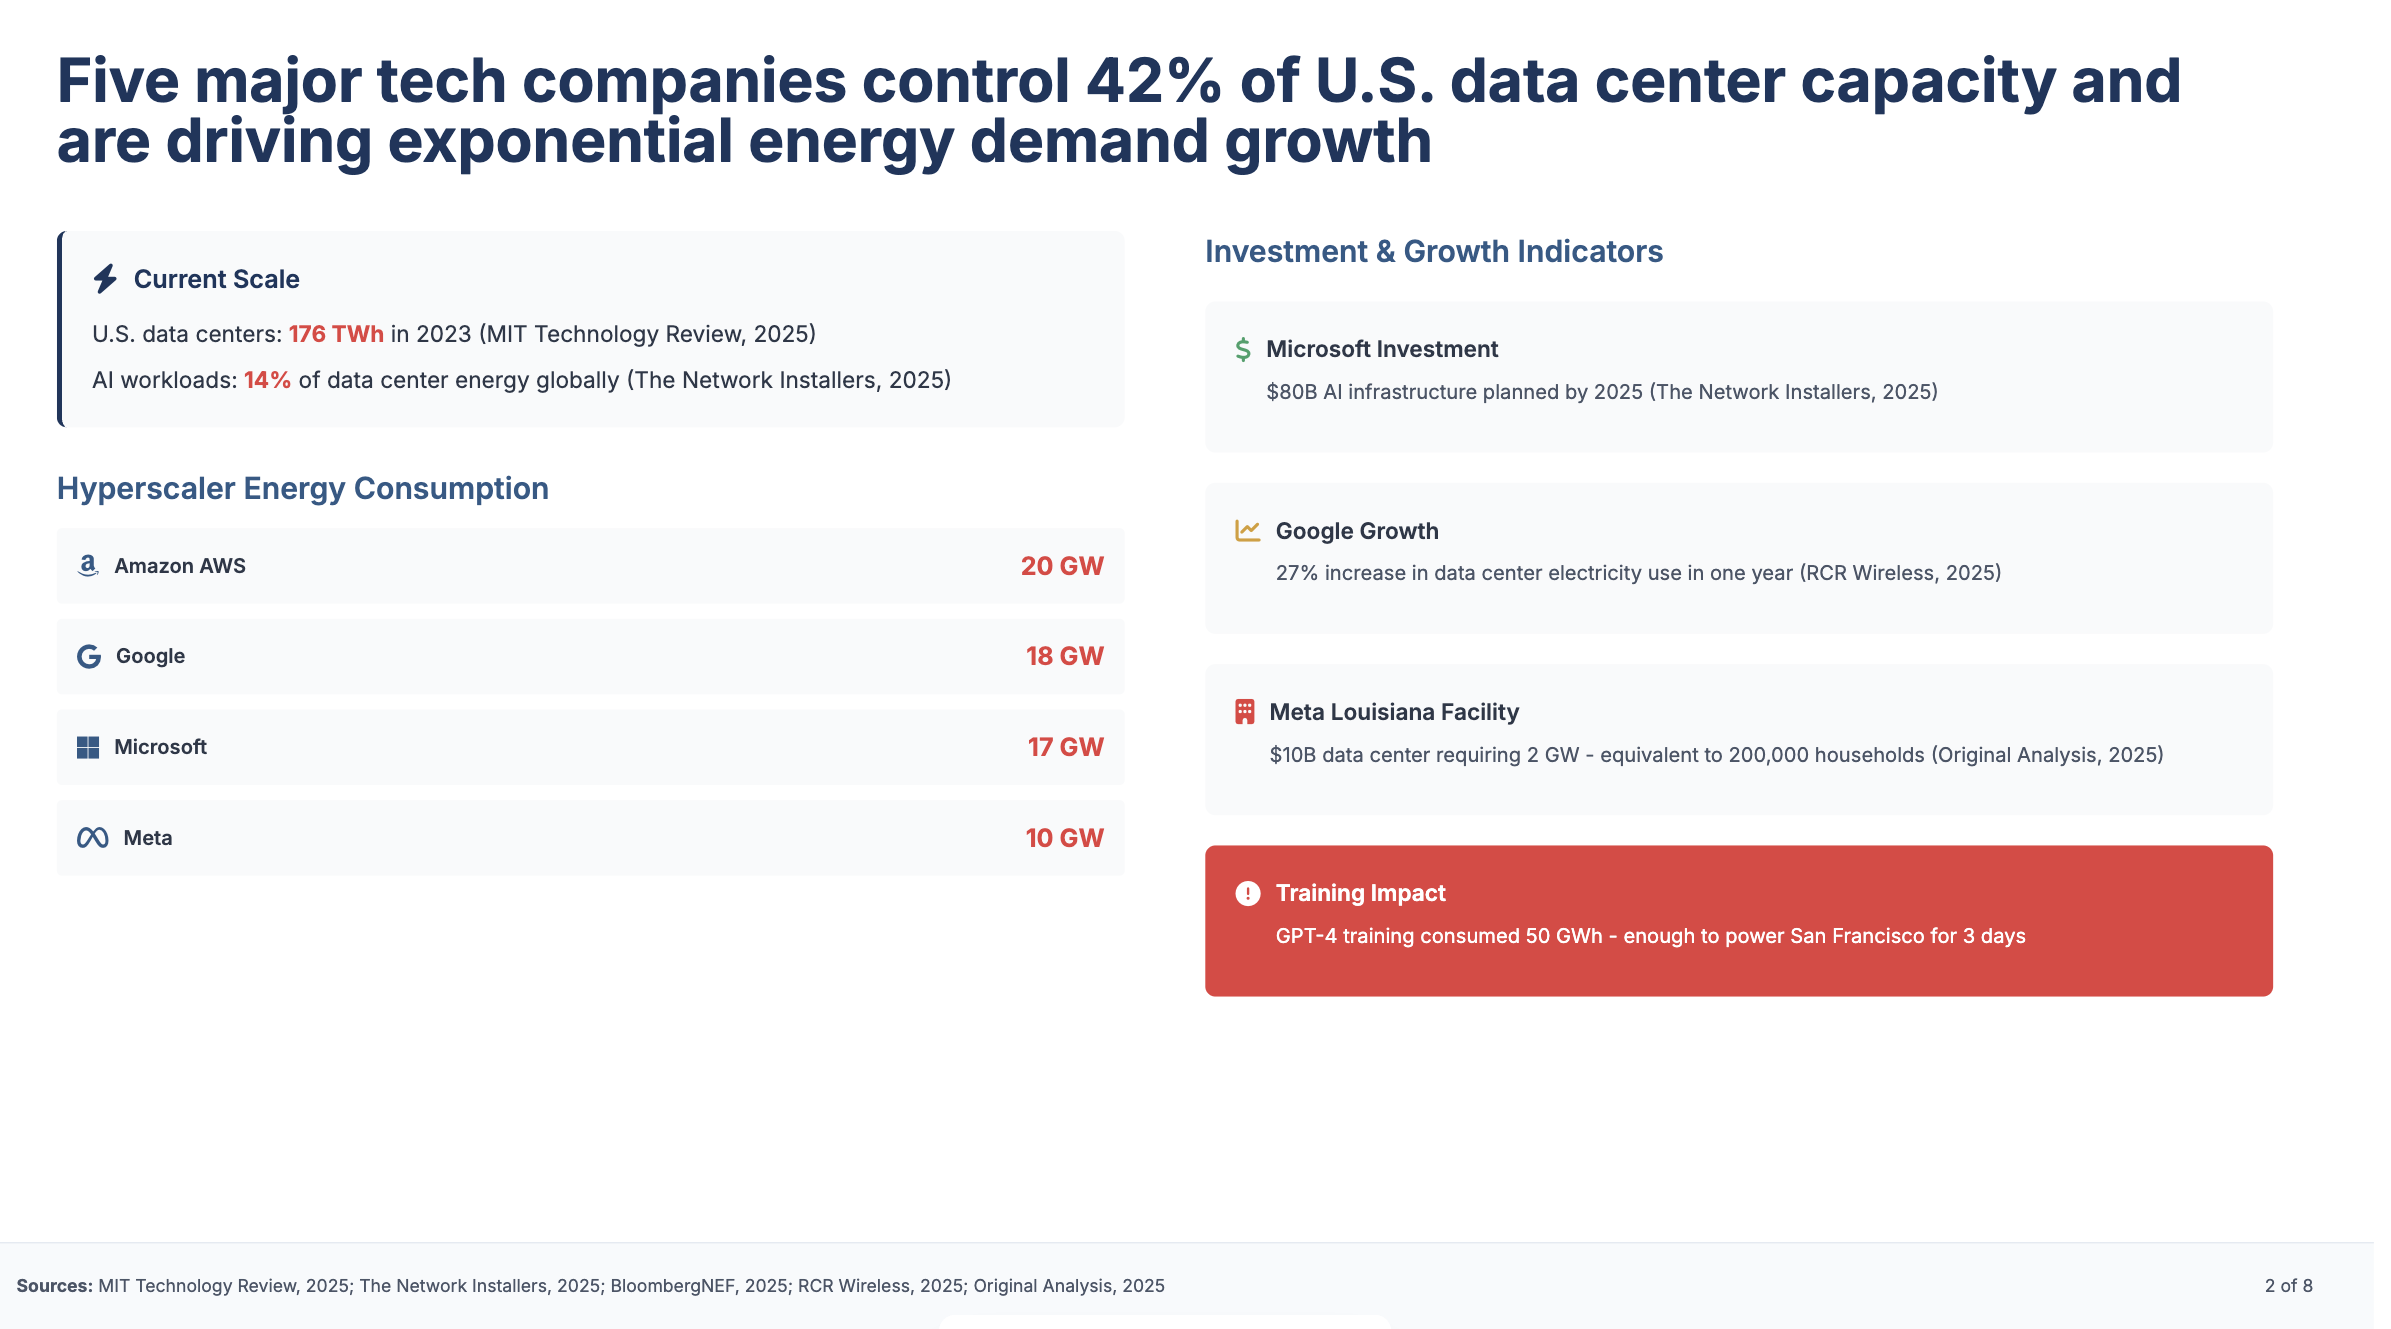 Five major tech companies control 42% of U.S. data center capacity and
are driving exponential energy demand growth
Current Scale
U.S. data centers: 176 TWh in 2023 (MIT Technology Review, 2025)
AI workloads: 14% of data center energy globally (The Network Installers, 2025)
Hyperscaler Energy Consumption
Amazon AWS 20 GW
Google 18 GW
Microsoft 17 GW
Meta 10 GW
Investment & Growth Indicators
Microsoft Investment
$80B AI infrastructure planned by 2025 (The Network Installers, 2025)
Google Growth
27% increase in data center electricity use in one year (RCR Wireless, 2025)
Meta Louisiana Facility
$10B data center requiring 2 GW - equivalent to 200,000 households (Original Analysis, 2025)
Training Impact
GPT-4 training consumed 50 GWh - enough to power San Francisco for 3 days
Sources: MIT Technology Review, 2025; The Network Installers, 2025; BloombergNEF, 2025; RCR Wireless, 2025; Original Analysis, 2025
2 of 8